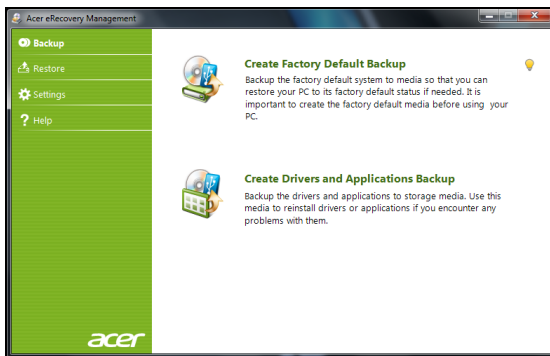 Acer eRecovery Management
Backup
Restore
Settings
Help
Create Factory Default Backup
Backup the factory default system to media so that you can
restore your PC to its factory default status if needed. It is
important to create the factory default media before using your
PC.
Create Drivers and Applications Backup
Backup the drivers and applications to storage media. Use this
media to reinstall drivers or applications if you encounter any
problems with them.
acer